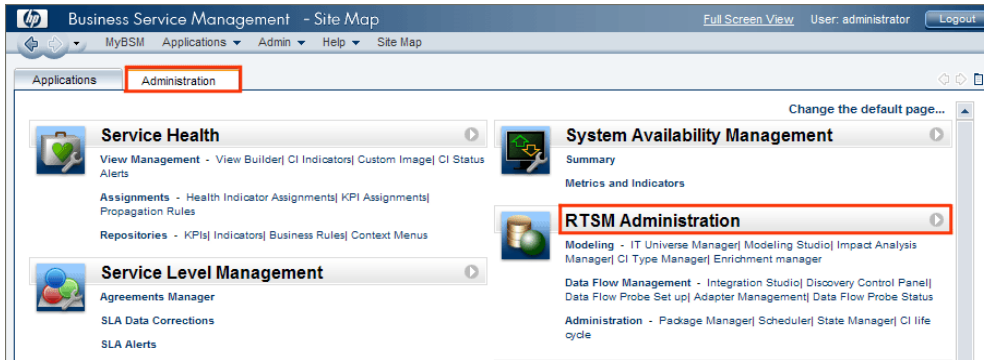 hp Business Service Management - Site Map Full Screen View User: administrator Logout
MyBSM Applications Admin Help Site Map
Applications Administration
Change the default page...
Service Health
View Management - View Builder| CI Indicators| Custom Image| CI Status
Alerts
Assignments - Health Indicator Assignments| KPI Assignments|
Propagation Rules
Repositories - KPIs| Indicators| Business Rules| Context Menus
Service Level Management
Agreements Manager
SLA Data Corrections
SLA Alerts
System Availability Management
Summary
Metrics and Indicators
RTSM Administration
Modeling - IT Universe Manager| Modeling Studio| Impact Analysis
Manager| CI Type Manager| Enrichment manager
Data Flow Management - Integration Studio| Discovery Control Panel|
Data Flow Probe Set up| Adapter Management| Data Flow Probe Status
Administration - Package Manager| Scheduler| State Manager| CI life
cycle